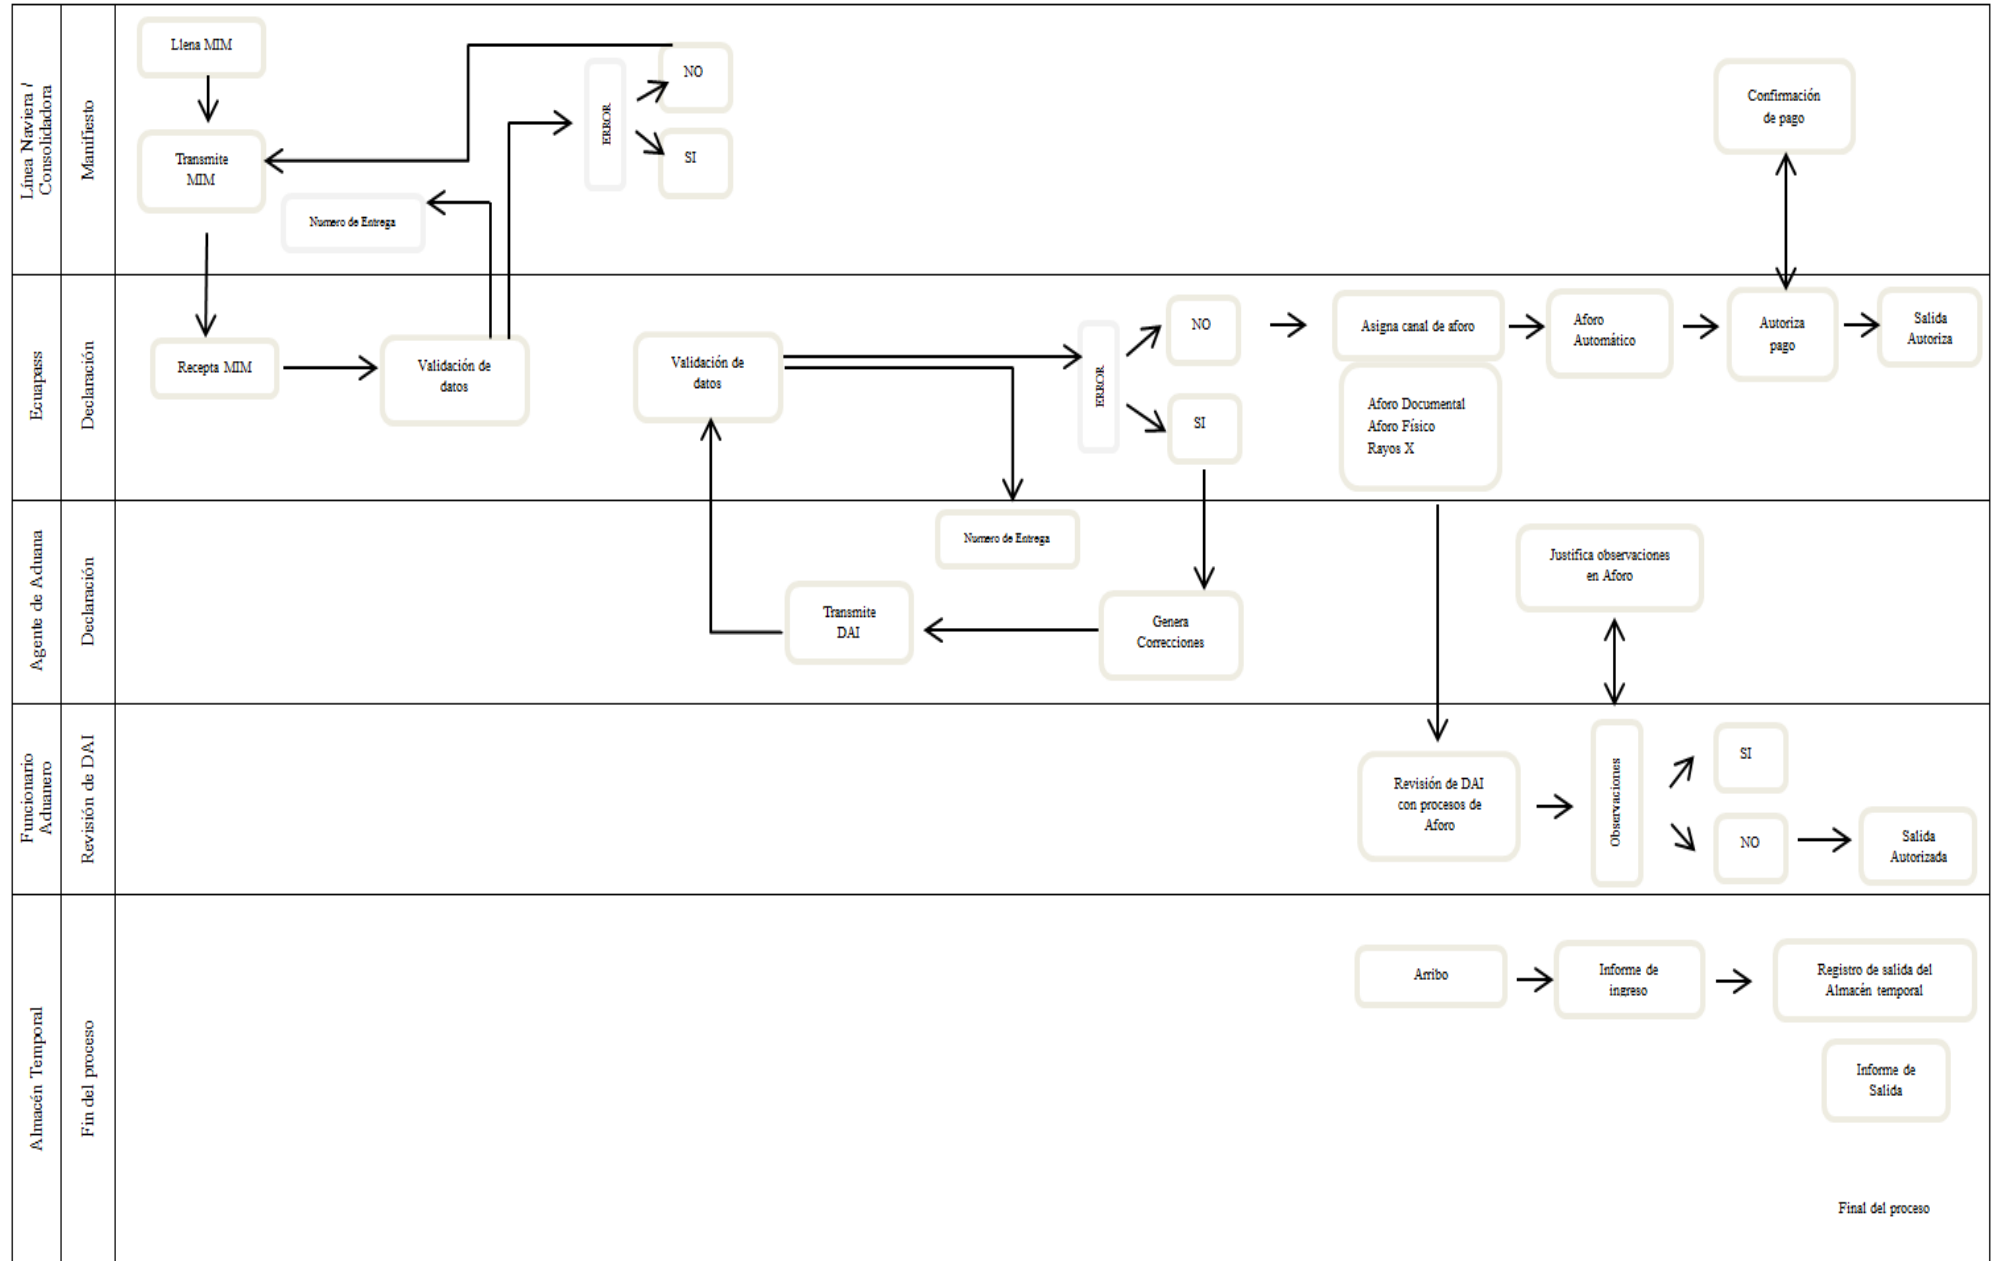 Línea Naviera /
Consolidadora
Manifiesto
Llena MIM
Transmite
MIM
Numero de Entrega
ERROR
NO
SI
Confirmación
de pago
Ecuapass
Declaración
Recepta MIM
Validación de
datos
Validación de
datos
ERROR
NO
SI
Asigna canal de aforo
Aforo Documental
Aforo Físico
Rayos X
Aforo
Automático
Autoriza
pago
Salida
Autoriza
Agente de Aduana
Declaración
Numero de Entrega
Transmite
DAI
Genera
Correcciones
Justifica observaciones
en Aforo
Funcionario
Aduanero
Revisión de DAI
Revisión de DAI
con procesos de
Aforo
Observaciones
SI
NO
Salida
Autorizada
Almacén Temporal
Fin del proceso
Arribo
Informe de
ingreso
Registro de salida del
Almacén temporal
Informe de
Salida
Final del proceso